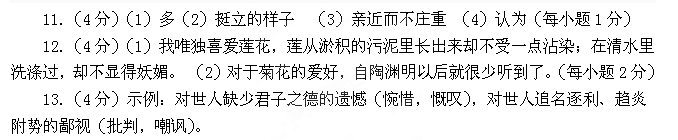 11.（4分）（1）多（2）挺立的样子 （3）亲近而不庄重 （4）认为（每小题1分）
12.（4分）（1）我唯独喜爱莲花，莲从淤积的污泥里长出来却不受一点沾染；在清水里
洗涤过，却不显得妖媚。（2）对于菊花的爱好，自陶渊明以后就很少听到了。（每小题2分）
13.（4分）示例：对世人缺少君子之德的遗憾（惋惜，慨叹），对世人追名逐利、趋炎
附势的鄙视（批判，嘲讽）。